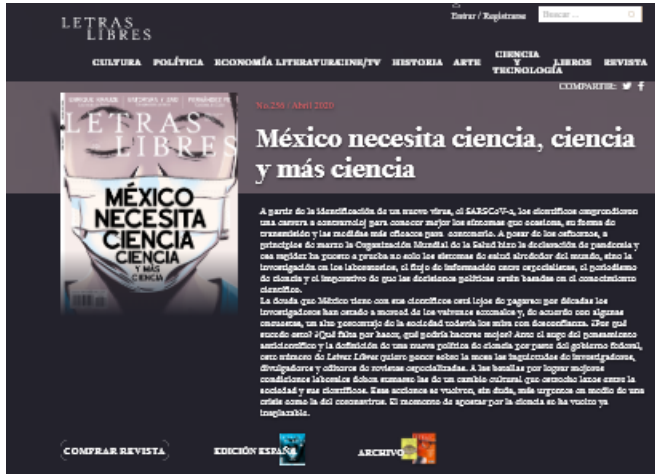 LETRAS
LIBRES
Entrar / Registrarse
Buscar ...
CULTURA POLÍTICA ECONOMÍA LITERATURA CINE/TV HISTORIA ARTE CIENCIA Y TECNOLOGÍA LIBROS REVISTA
COMPARTIR:
No.256 / Abril 2020
México necesita ciencia, ciencia
y más ciencia
ENRIQUE KRAUZE
LETRAS
LIBRES
MÉXICO
NECESITA
CIENCIA
CIENCIA
Y MÁS
CIENCIA
A partir de la identificación de un nuevo virus, el SARSCoV-2, los científicos emprendieron
una carrera a contrarreloj para conocer mejor los síntomas que ocasiona, su forma de
transmisión y las medidas más eficaces para contenerlo. A pesar de los esfuerzos, a
principios de marzo la Organización Mundial de la Salud hizo la declaración de pandemia y
esa rapidez ha puesto a prueba no solo los sistemas de salud alrededor del mundo, sino la
investigación en los laboratorios, el flujo de información entre especialistas, el periodismo
de ciencia y el imperativo de que las decisiones políticas estén basadas en el conocimiento
científico.
La deuda que México tiene con sus científicos está lejos de pagarse: por décadas los
investigadores han estado a merced de los vaivenes sexenales y, de acuerdo con algunas
encuestas, un alto porcentaje de la sociedad todavía los mira con desconfianza. ¿Por qué
sucede esto? ¿Qué falta por hacer, qué podría hacerse mejor? Ante el auge del pensamiento
anticientífico y la definición de una nueva política de ciencia por parte del gobierno federal,
este número de Letras Libres quiere poner sobre la mesa las inquietudes de investigadores,
divulgadores y editores de revistas especializadas. A las batallas por lograr mejores
condiciones laborales deben sumarse las de un cambio cultural que estreche lazos entre la
sociedad y sus científicos. Esas acciones se vuelven, sin duda, más urgentes en medio de una
crisis como la del coronavirus. El momento de apostar por la ciencia se ha vuelto ya
inaplazable.
COMPRAR REVISTA EDICIÓN ESPAÑA ARCHIVO